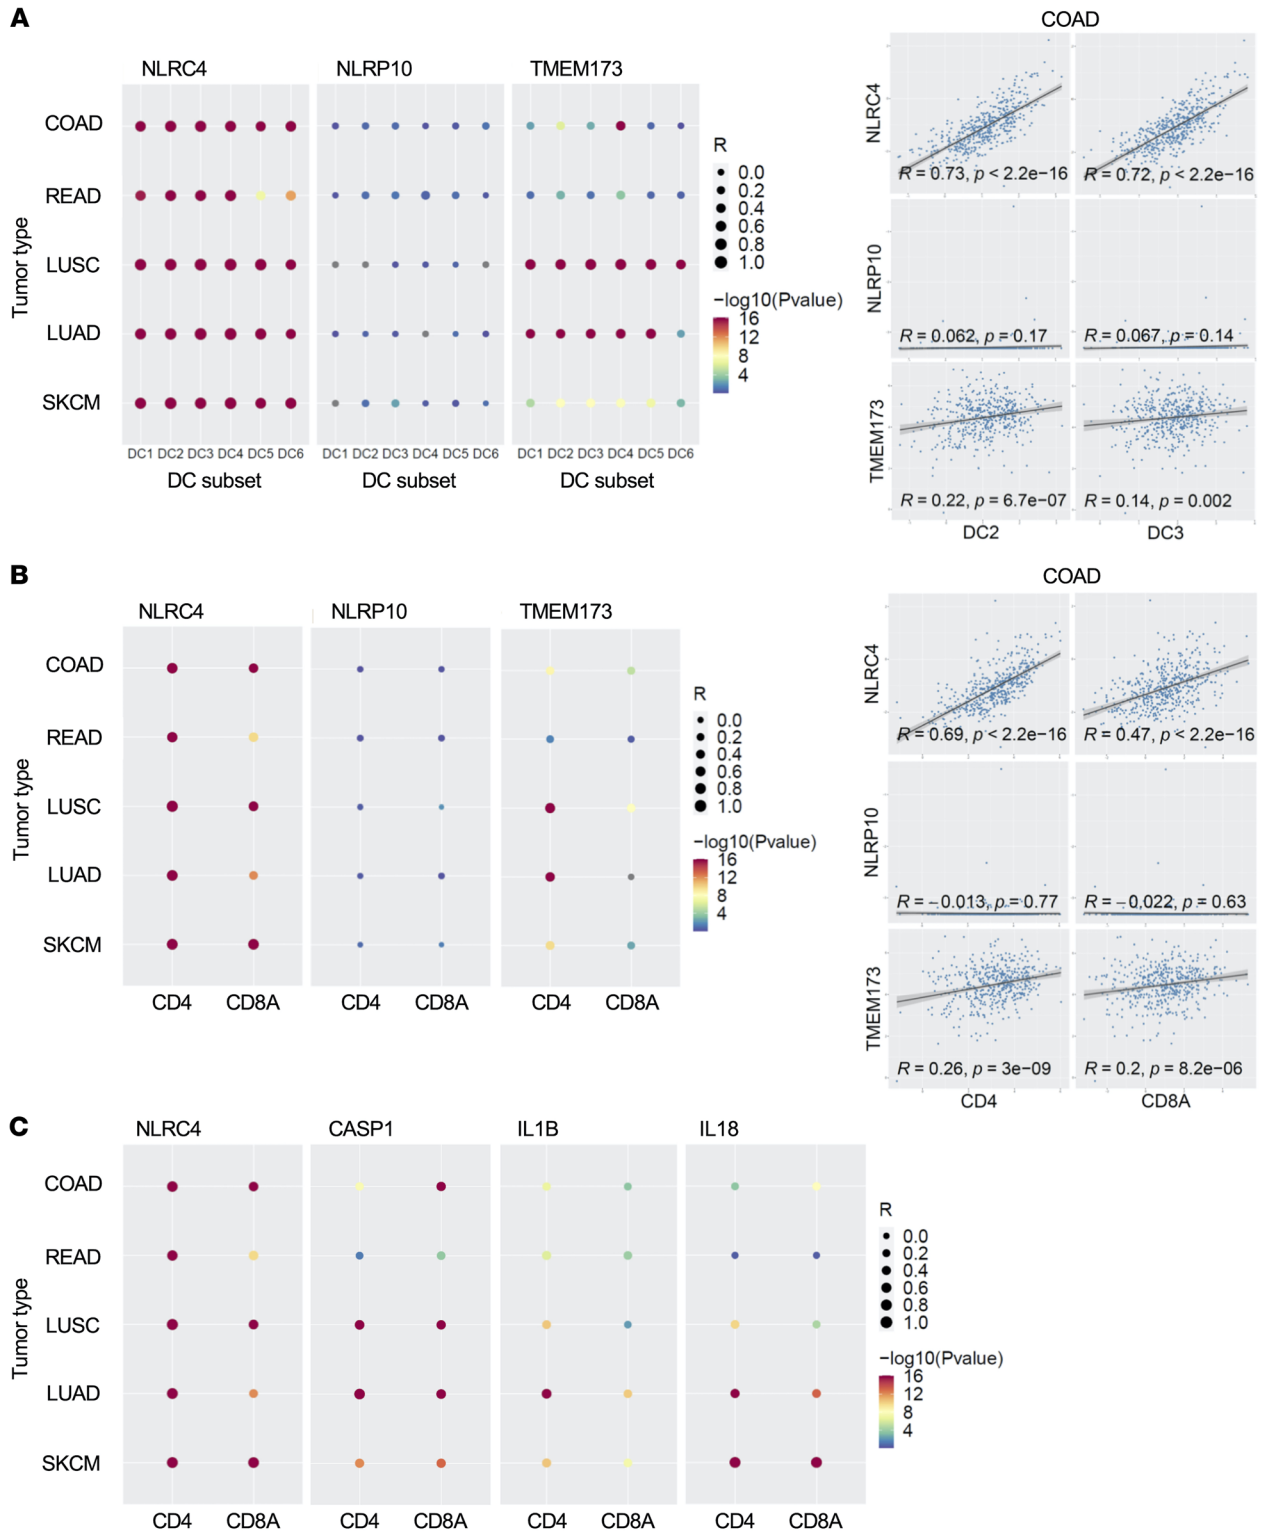 A
COAD
NLRC4 NLRP10 TMEM173
COAD
READ
LUSC
LUAD
SKCM
Tumor type
DC1 DC2 DC3 DC4 DC5 DC6
DC1 DC2 DC3 DC4 DC5 DC6
DC1 DC2 DC3 DC4 DC5 DC6
DC subset DC subset DC subset
R
0.0
0.2
0.4
0.6
0.8
1.0
−log10(Pvalue)
16
12
8
4
NLRC4
R = 0.73, p < 2.2e−16
R = 0.72, p < 2.2e−16
NLRP10
R = 0.062, p = 0.17
R = 0.067, p = 0.14
TMEM173
R = 0.22, p = 6.7e−07
R = 0.14, p = 0.002
DC2 DC3
B
COAD
NLRC4 NLRP10 TMEM173
COAD
READ
LUSC
LUAD
SKCM
Tumor type
CD4 CD8A CD4 CD8A CD4 CD8A
R
0.0
0.2
0.4
0.6
0.8
1.0
−log10(Pvalue)
16
12
8
4
NLRC4
R = 0.69, p < 2.2e−16
R = 0.47, p < 2.2e−16
NLRP10
R = −0.013, p = 0.77
R = −0.022, p = 0.63
TMEM173
R = 0.26, p = 3e−09
R = 0.2, p = 8.2e−06
CD4 CD8A
C
NLRC4 CASP1 IL1B IL18
COAD
READ
LUSC
LUAD
SKCM
Tumor type
CD4 CD8A CD4 CD8A CD4 CD8A CD4 CD8A
R
0.0
0.2
0.4
0.6
0.8
1.0
−log10(Pvalue)
16
12
8
4